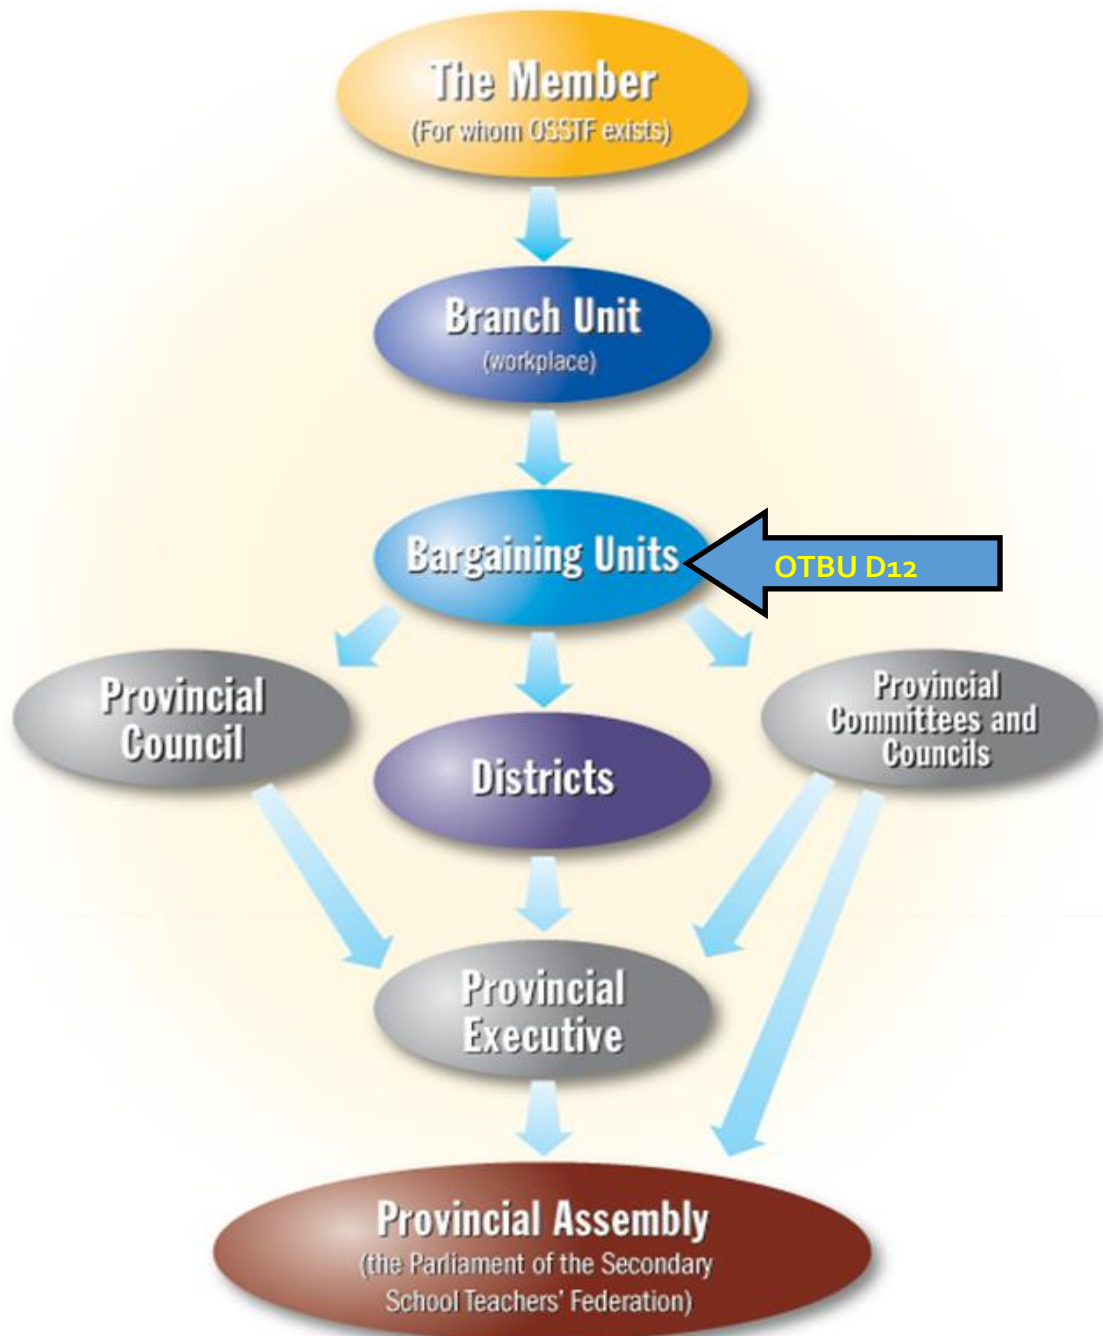 The Member
(For whom OSSTF exists)
Branch Unit
(workplace)
Bargaining Units
OTBU D12
Provincial
Council
Districts
Provincial
Committees and
Councils
Provincial
Executive
Provincial Assembly
(the Parliament of the Secondary
School Teachers' Federation)